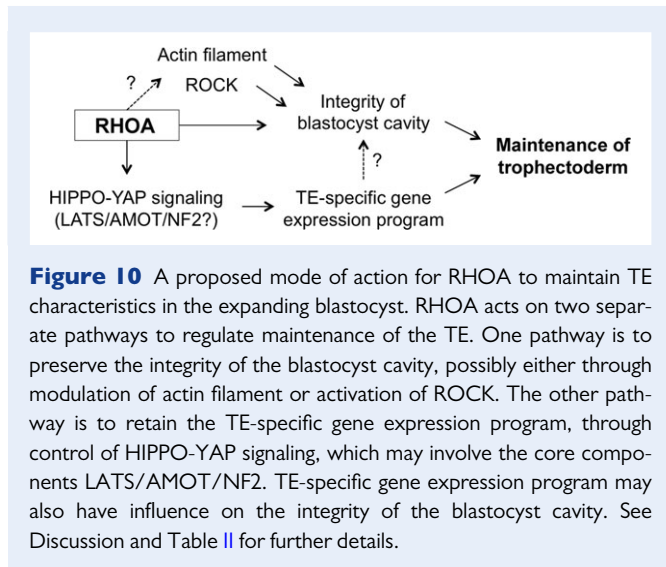 Actin filament
? ROCK
Integrity of
blastocyst cavity
RHOA
Maintenance of
trophectoderm
?
HIPPO-YAP signaling
(LATS/AMOT/NF2?)
TE-specific gene
expression program
Figure 10 A proposed mode of action for RHOA to maintain TE
characteristics in the expanding blastocyst. RHOA acts on two separ-
ate pathways to regulate maintenance of the TE. One pathway is to
preserve the integrity of the blastocyst cavity, possibly either through
modulation of actin filament or activation of ROCK. The other path-
way is to retain the TE-specific gene expression program, through
control of HIPPO-YAP signaling, which may involve the core compo-
nents LATS/AMOT/NF2. TE-specific gene expression program may
also have influence on the integrity of the blastocyst cavity. See
Discussion and Table II for further details.